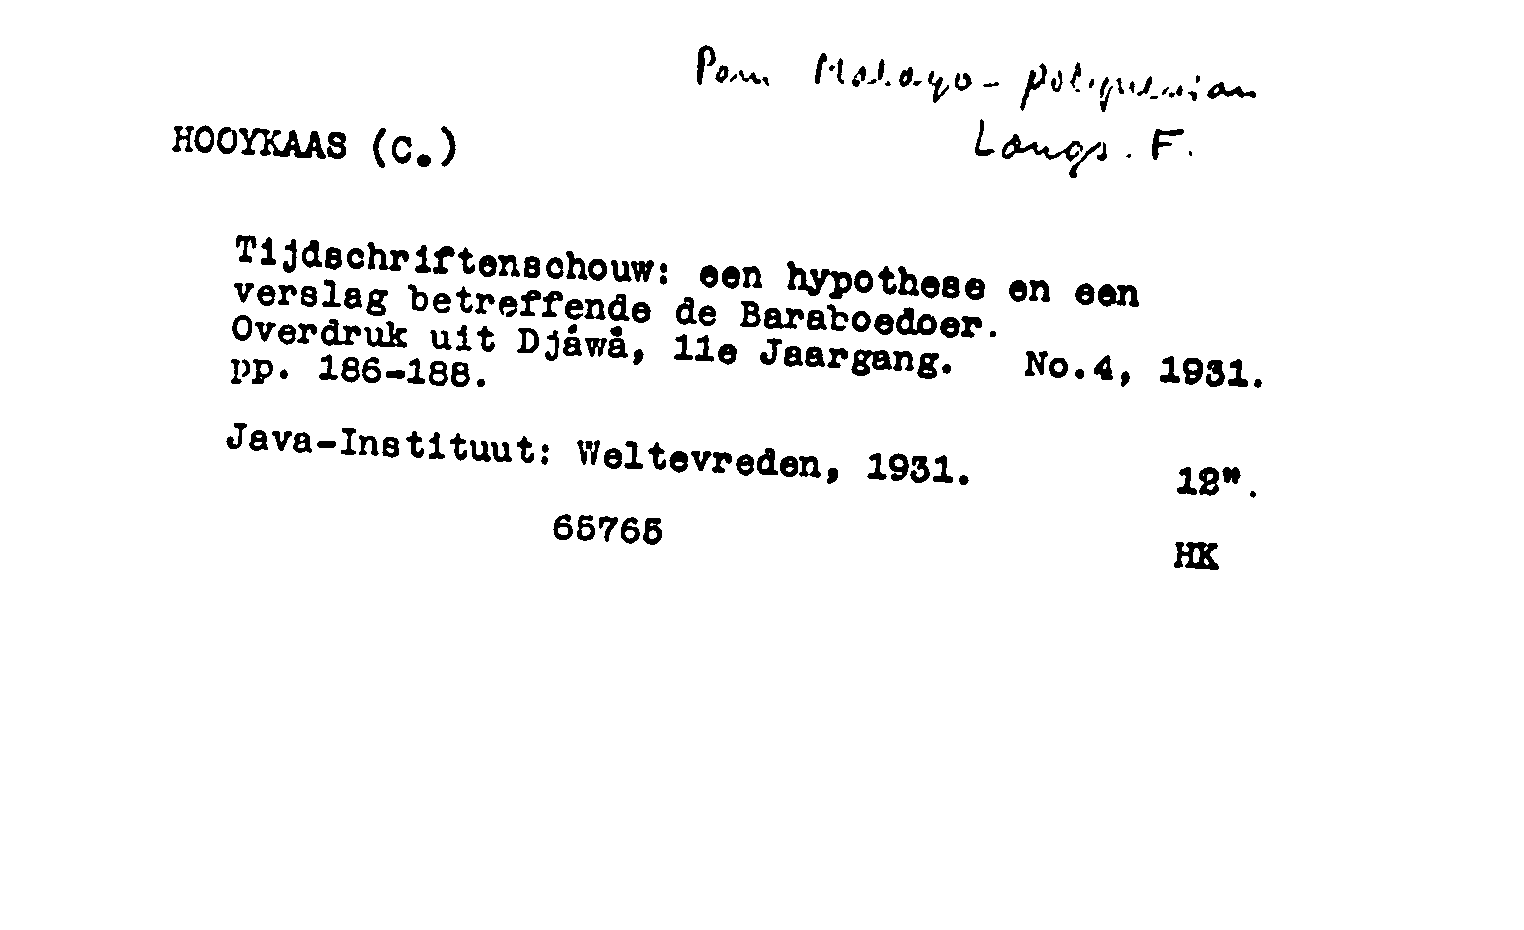 Pam Malayo-polynesian
Langs. F.
HOOYKAAS (C.)
Tijdschriftenschouw: een hypothese en een
verslag betreffende de Baraboedoer.
Overdruk uit Djåwå, 11e Jaargang. No.4, 1931.
pp. 186-188.
Java-Instituut: Weltevreden, 1931. 12".
65765
HK